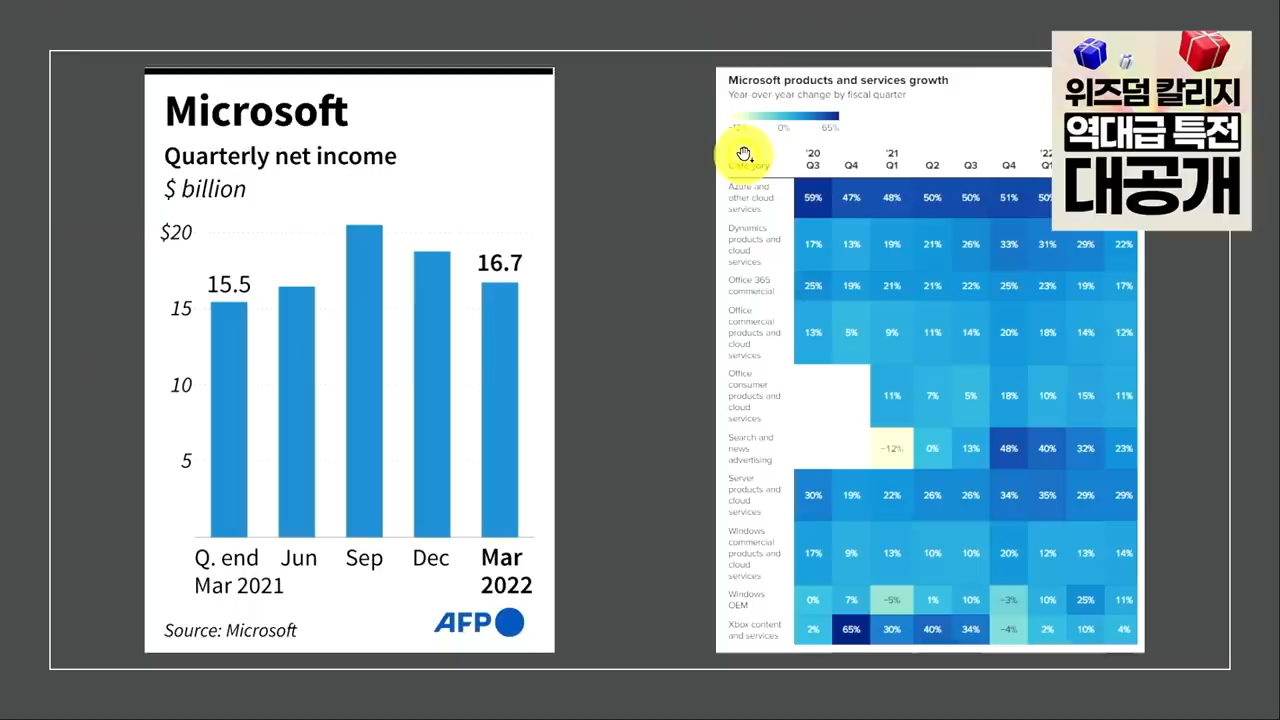 Microsoft
Quarterly net income
$ billion
$20
15
10
5
15.5
16.7
Q. end
Mar 2021
Jun
Sep
Dec
Mar
2022
Source: Microsoft
AFP
Microsoft products and services growth
Year-over-year change by fiscal quarter
-12% 0% 65%
'20 '21 '22
Category Q3 Q4 Q1 Q2 Q3 Q4
Azure and
other cloud
services
59% 47% 48% 50% 50% 51%
Dynamics
products and
cloud
services
17% 13% 19% 21% 26% 33% 31% 29% 22%
Office 365
commercial
25% 19% 21% 21% 22% 25% 23% 19% 17%
Office
commercial
products and
cloud
services
13% 5% 9% 11% 14% 20% 18% 14% 12%
Office
consumer
products and
cloud
services
11% 7% 5% 18% 10% 15% 11%
Search and
news
advertising
-12% 0% 13% 48% 40% 32% 23%
Server
products and
cloud
services
30% 19% 22% 26% 26% 34% 35% 29% 29%
Windows
commercial
products and
cloud
services
17% 9% 13% 10% 10% 20% 12% 13% 14%
Windows
OEM
0% 7% -5% 1% 10% -3% 10% 25% 11%
Xbox content
and services
2% 65% 30% 40% 34% -4% 2% 10% 4%
위즈덤 칼리지
역대급 특전
대공개